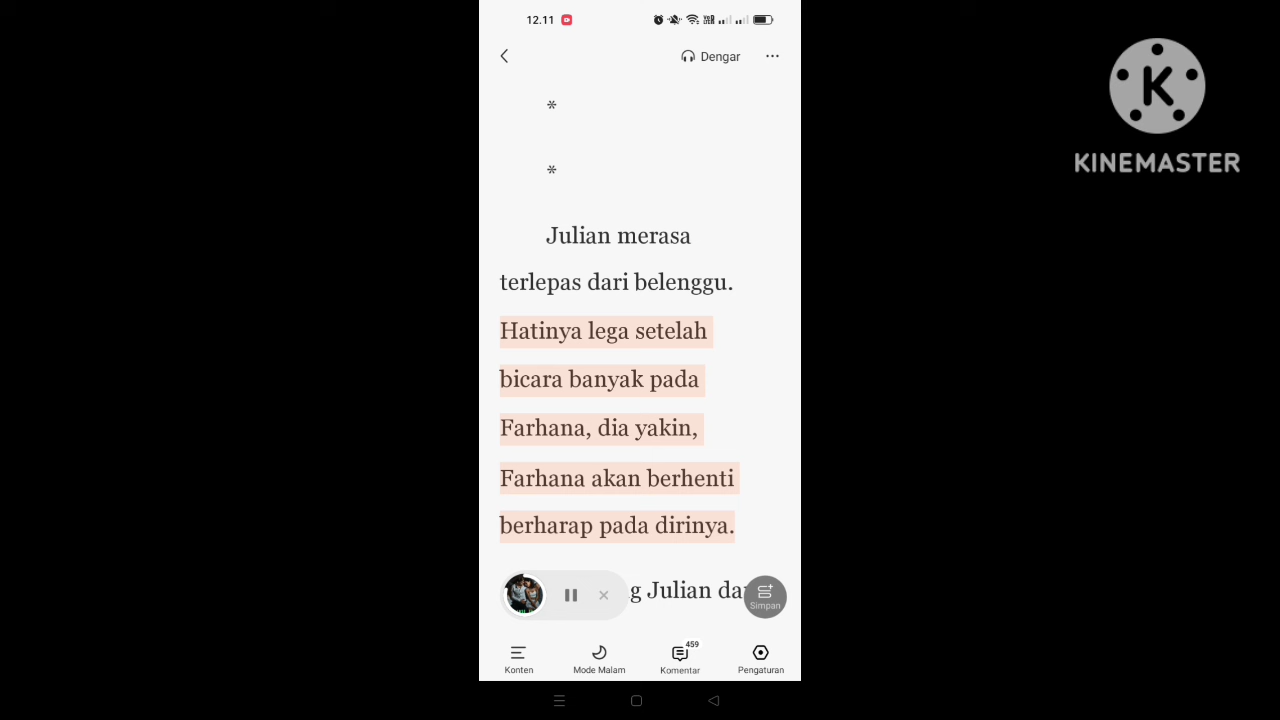 12.11
Dengar
KINEMASTER
*
*
Julian merasa
terlepas dari belenggu.
Hatinya lega setelah
bicara banyak pada
Farhana, dia yakin,
Farhana akan berhenti
berharap pada dirinya.
g Julian da
Simpan
459
Konten
Mode Malam
Komentar
Pengaturan